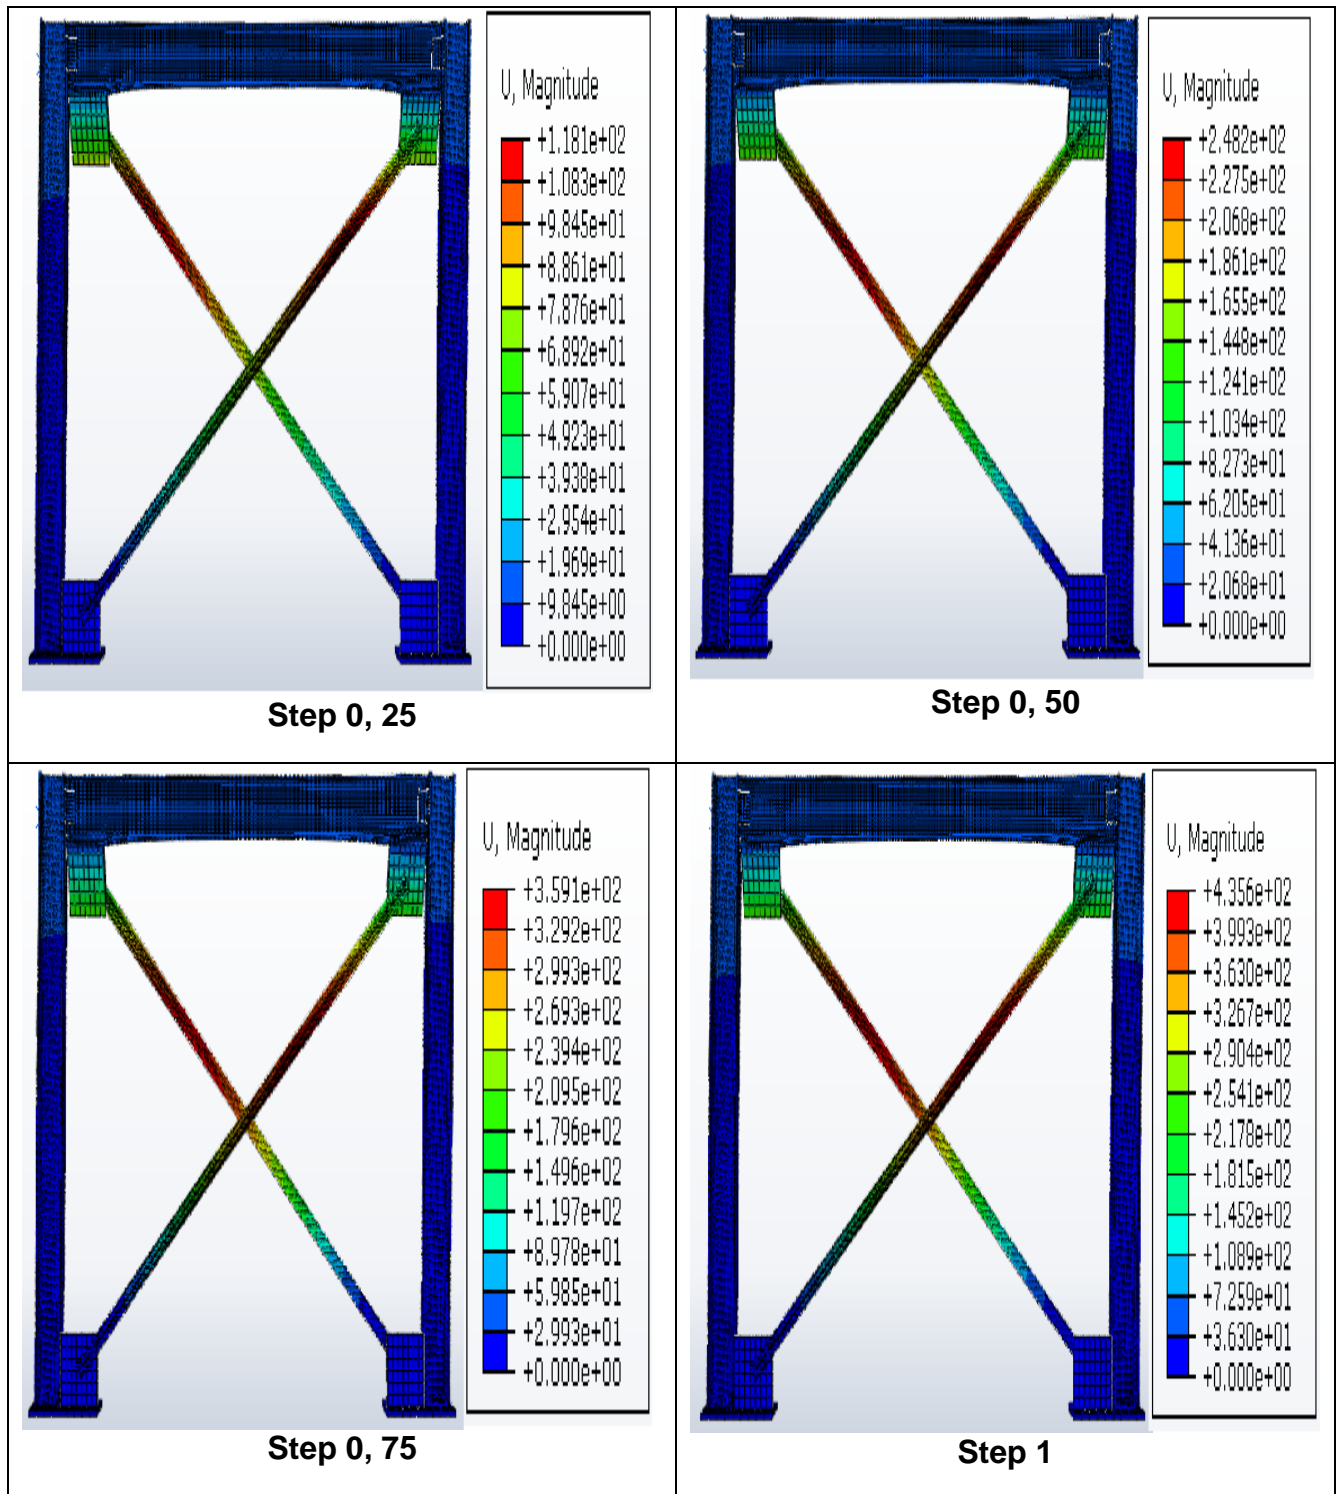 U, Magnitude
+1.181e+02
+1.083e+02
+9.845e+01
+8.861e+01
+7.876e+01
+6.892e+01
+5.907e+01
+4.923e+01
+3.938e+01
+2.954e+01
+1.969e+01
+9.845e+00
+0.000e+00
Step 0, 25
U, Magnitude
+2.482e+02
+2.275e+02
+2.068e+02
+1.861e+02
+1.655e+02
+1.448e+02
+1.241e+02
+1.034e+02
+8.273e+01
+6.205e+01
+4.136e+01
+2.068e+01
+0.000e+00
Step 0, 50
U, Magnitude
+3.591e+02
+3.292e+02
+2.993e+02
+2.693e+02
+2.394e+02
+2.095e+02
+1.796e+02
+1.496e+02
+1.197e+02
+8.978e+01
+5.985e+01
+2.993e+01
+0.000e+00
Step 0, 75
U, Magnitude
+4.356e+02
+3.993e+02
+3.630e+02
+3.267e+02
+2.904e+02
+2.541e+02
+2.178e+02
+1.815e+02
+1.452e+02
+1.089e+02
+7.259e+01
+3.630e+01
+0.000e+00
Step 1